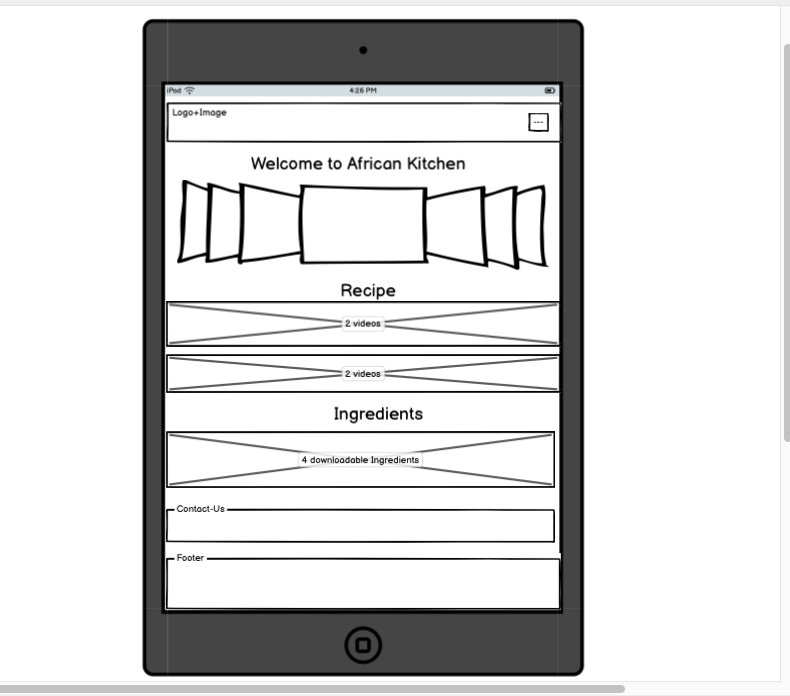 iPad 4:26 PM
Logo+Image
---
Welcome to African Kitchen
Recipe
2 videos
2 videos
Ingredients
4 downloadable Ingredients
Contact-Us
Footer